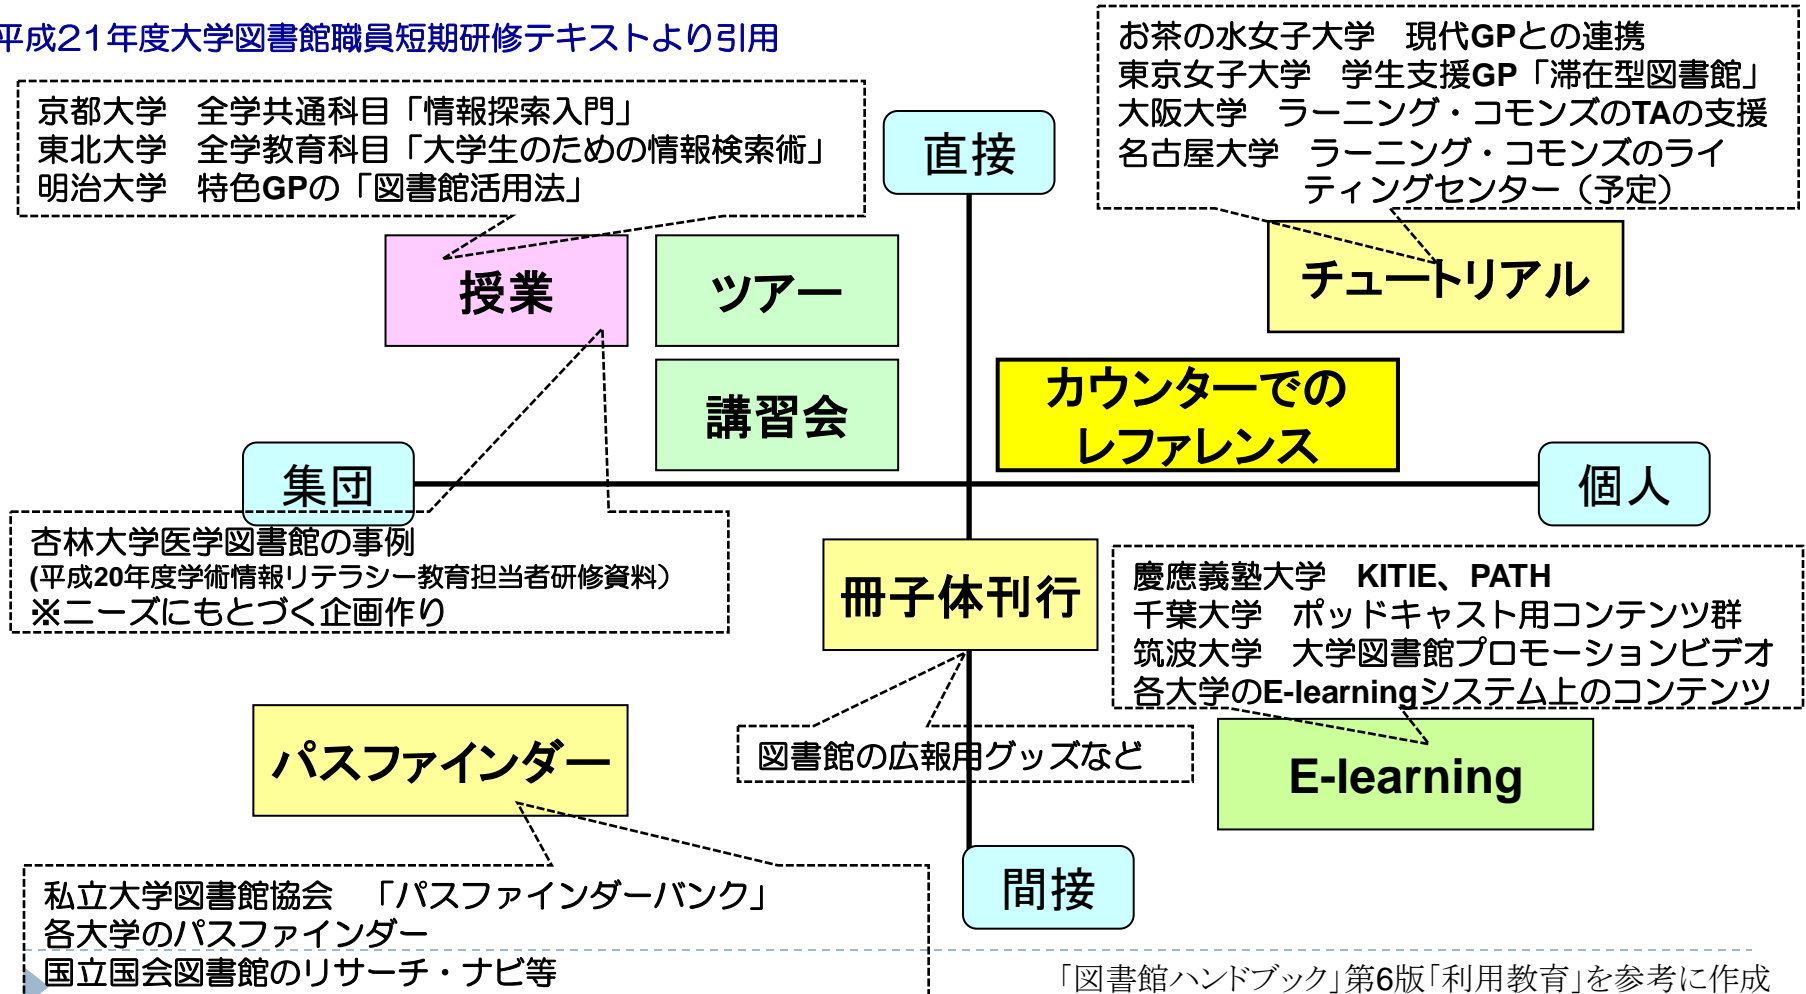 平成21年度大学図書館職員短期研修テキストより引用
京都大学　全学共通科目「情報探索入門」
東北大学　全学教育科目「大学生のための情報検索術」
明治大学　特色GPの「図書館活用法」
お茶の水女子大学　現代GPとの連携
東京女子大学　学生支援GP「滞在型図書館」
大阪大学　ラーニング・コモンズのTAの支援
名古屋大学　ラーニング・コモンズのライ
ティングセンター（予定）
直接
授業
ツアー
チュートリアル
講習会
カウンターでの
レファレンス
集団
個人
杏林大学医学図書館の事例
(平成20年度学術情報リテラシー教育担当者研修資料）
※ニーズにもとづく企画作り
冊子体刊行
慶應義塾大学　KITIE、PATH
千葉大学　ポッドキャスト用コンテンツ群
筑波大学　大学図書館プロモーションビデオ
各大学のE-learningシステム上のコンテンツ
パスファインダー
図書館の広報用グッズなど
E-learning
間接
私立大学図書館協会　「パスファインダーバンク」
各大学のパスファインダー
国立国会図書館のリサーチ・ナビ等
「図書館ハンドブック」第6版「利用教育」を参考に作成